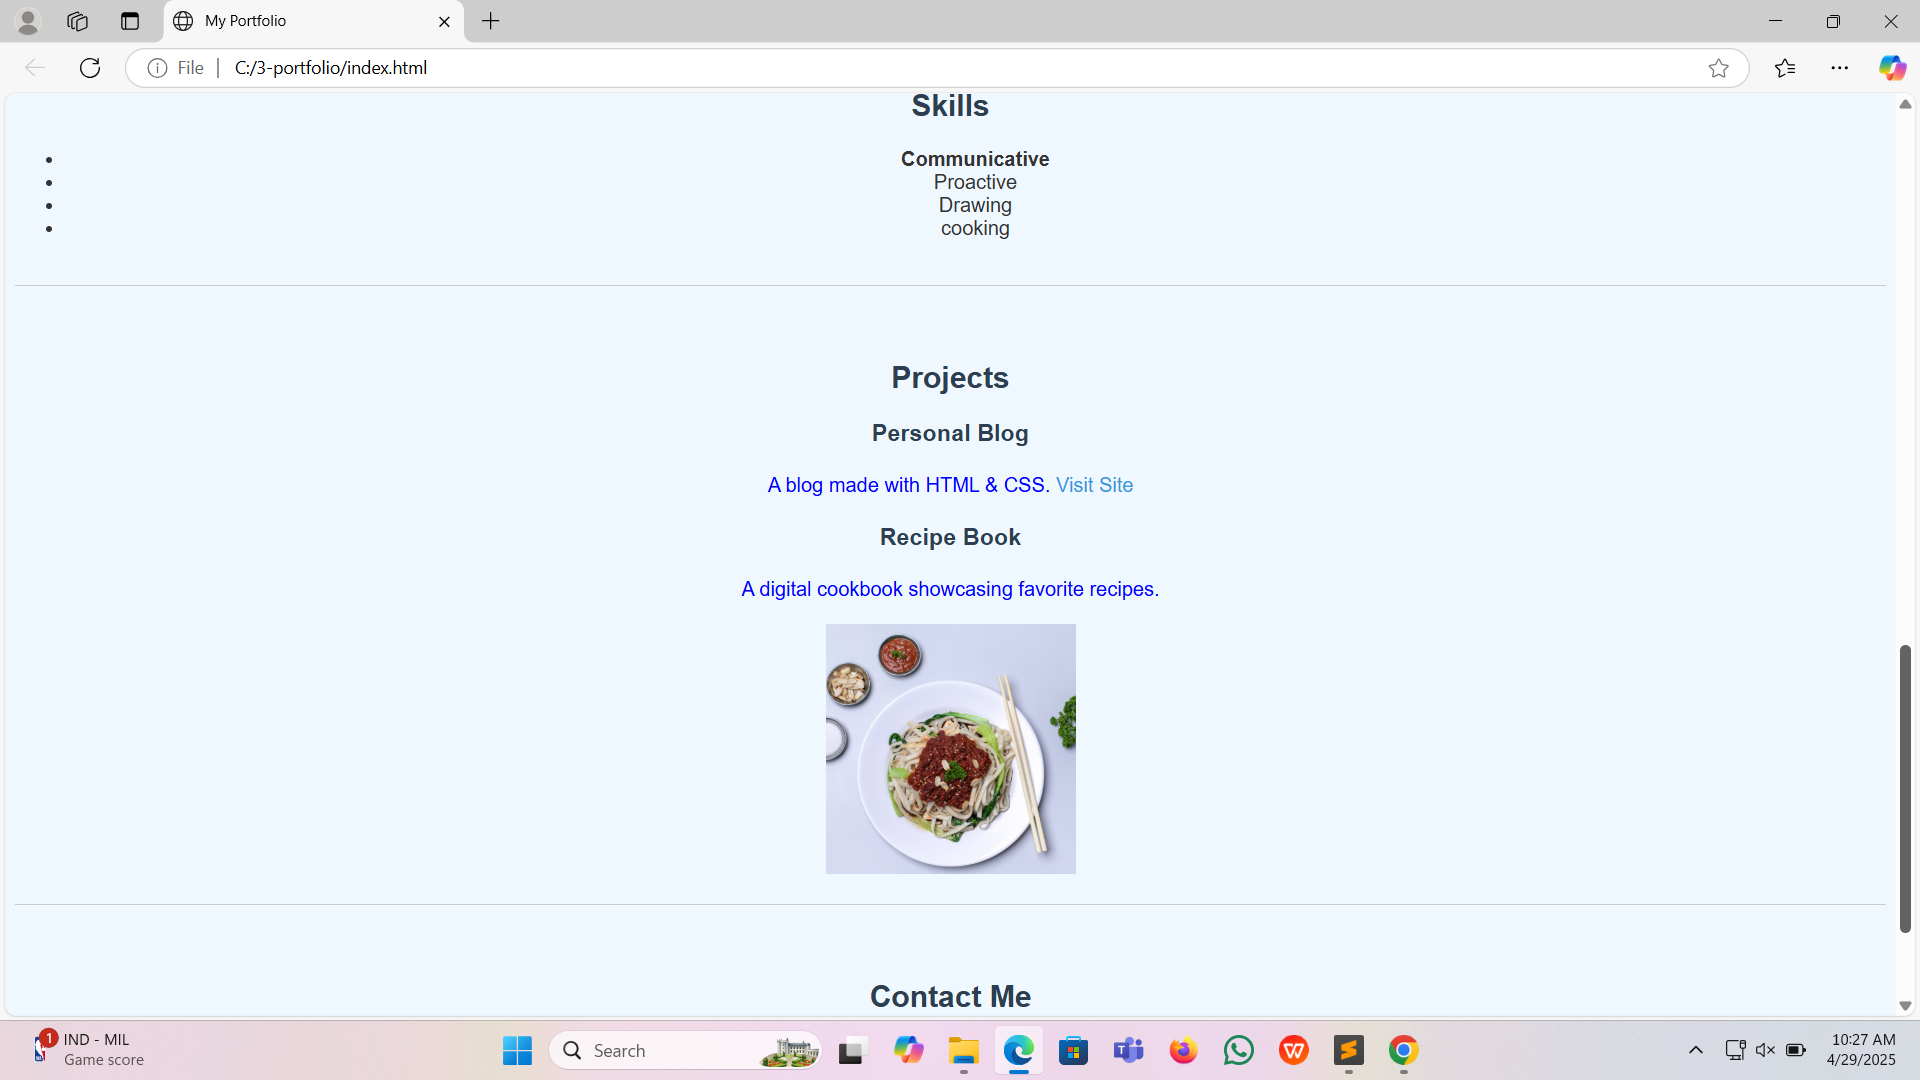 My Portfolio
File
C:/3-portfolio/index.html
Skills
Communicative
Proactive
Drawing
cooking
Projects
Personal Blog
A blog made with HTML & CSS. Visit Site
Recipe Book
A digital cookbook showcasing favorite recipes.
Contact Me
1
IND - MIL
Game score
Search
T
W
S
10:27 AM
4/29/2025